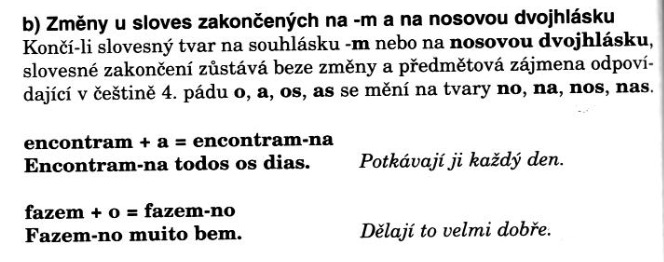 b) Změny u sloves zakončených na -m a na nosovou dvojhlásku
Končí-li slovesný tvar na souhlásku -m nebo na nosovou dvojhlásku,
slovesné zakončení zůstává beze změny a předmětová zájmena odpoví-
dající v češtině 4. pádu o, a, os, as se mění na tvary no, na, nos, nas.
encontram + a = encontram-na
Encontram-na todos os dias. Potkávají ji každý den.
fazem + o = fazem-no
Fazem-no muito bem. Dělají to velmi dobře.